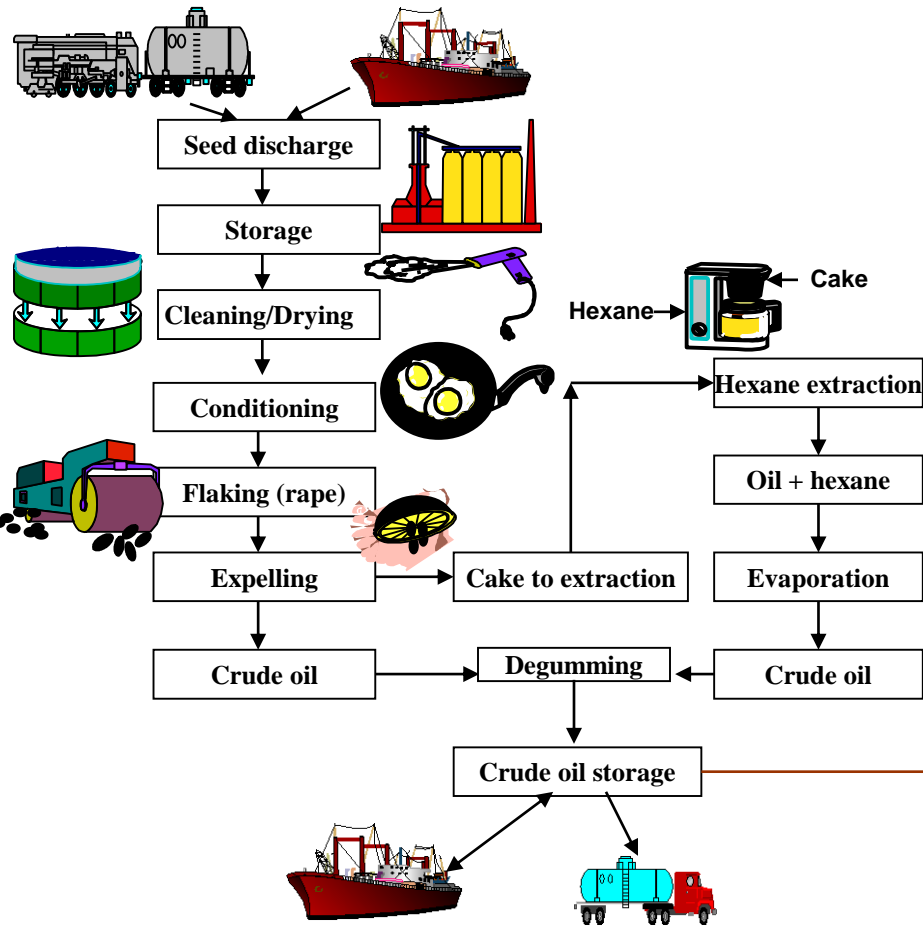 Seed discharge
Storage
Cleaning/Drying
Conditioning
Flaking (rape)
Expelling
Cake to extraction
Crude oil
Hexane
Cake
Hexane extraction
Oil + hexane
Evaporation
Crude oil
Degumming
Crude oil storage